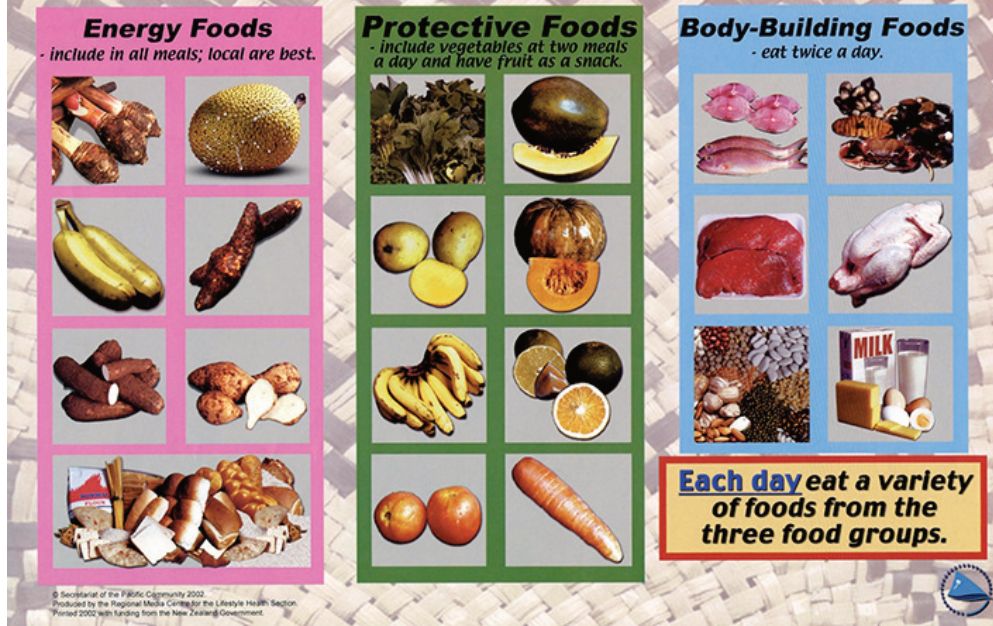 Energy Foods
- include in all meals; local are best.
Protective Foods
- include vegetables at two meals
a day and have fruit as a snack.
Body-Building Foods
- eat twice a day.
MILK
FLOUR
Each day eat a variety
of foods from the
three food groups.
© Secretariat of the Pacific Community 2002.
Produced by the Regional Media Centre for the Lifestyle Health Section.
Printed 2002 with funding from the New Zealand Government.